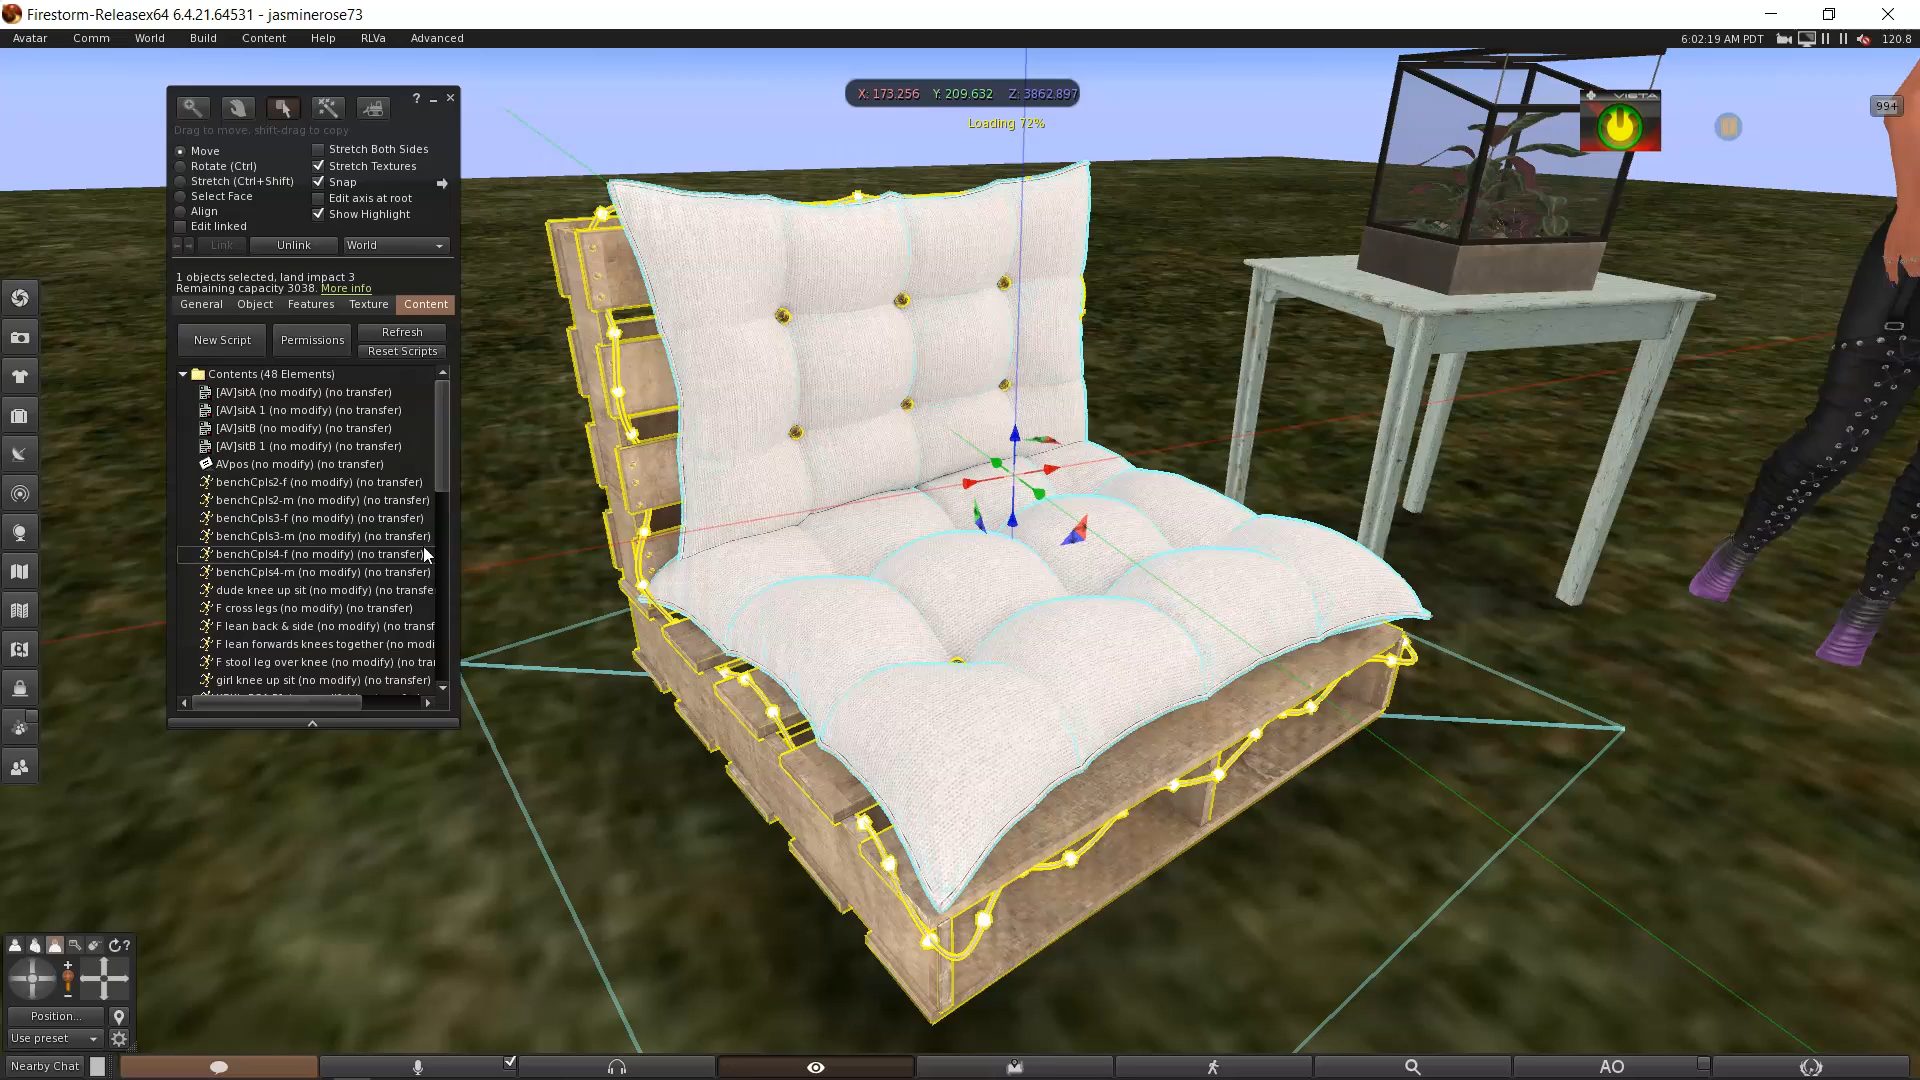 Firestorm-Releasex64 6.4.21.64531 - jasminerose73
Avatar Comm World Build Content Help RLVa Advanced
6:02:19 AM PDT
120.8
X: 173.256 Y: 209.632 Z: 3862.897
Loading 72%
VISTA
99+
?
Drag to move, shift-drag to copy
Move
Rotate (Ctrl)
Stretch (Ctrl+Shift)
Select Face
Align
Edit linked
Stretch Both Sides
Stretch Textures
Snap
Edit axis at root
Show Highlight
Link Unlink World
1 objects selected, land impact 3
Remaining capacity 3038. More info
General Object Features Texture Content
New Script Permissions Refresh
Reset Scripts
Contents (48 Elements)
[AV]sitA (no modify) (no transfer)
[AV]sitA 1 (no modify) (no transfer)
[AV]sitB (no modify) (no transfer)
[AV]sitB 1 (no modify) (no transfer)
AVpos (no modify) (no transfer)
benchCpls2-f (no modify) (no transfer)
benchCpls2-m (no modify) (no transfer)
benchCpls3-f (no modify) (no transfer)
benchCpls3-m (no modify) (no transfer)
benchCpls4-f (no modify) (no transfer)
benchCpls4-m (no modify) (no transfer)
dude knee up sit (no modify) (no transfe
F cross legs (no modify) (no transfer)
F lean back & side (no modify) (no transf
F lean forwards knees together (no modi
F stool leg over knee (no modify) (no tra
girl knee up sit (no modify) (no transfer)
?
Position...
Use preset
Nearby Chat
AO